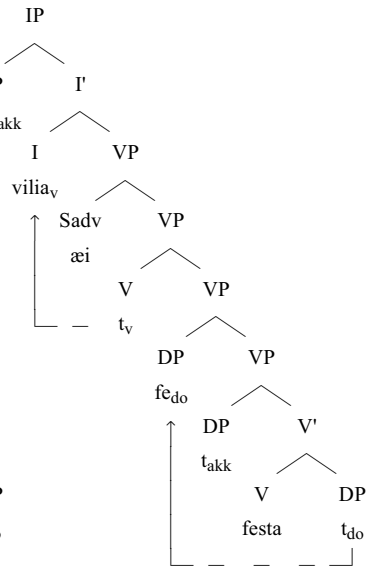 IP
I'
akk
I VP
vilia_v
Sadv VP
æi
V VP
t_v
DP VP
fe_do
DP V'
t_akk
V DP
festa t_do